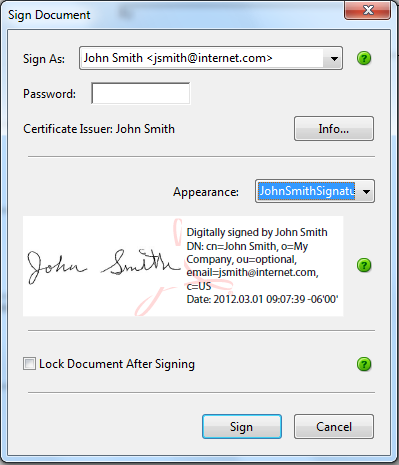 Sign Document
Sign As: John Smith <jsmith@internet.com>
Password:
Certificate Issuer: John Smith Info...
Appearance: JohnSmithSignatu
John Smith
Digitally signed by John Smith
DN: cn=John Smith, o=My
Company, ou=optional,
email=jsmith@internet.com,
c=US
Date: 2012.03.01 09:07:39 -06'00'
Lock Document After Signing
Sign Cancel